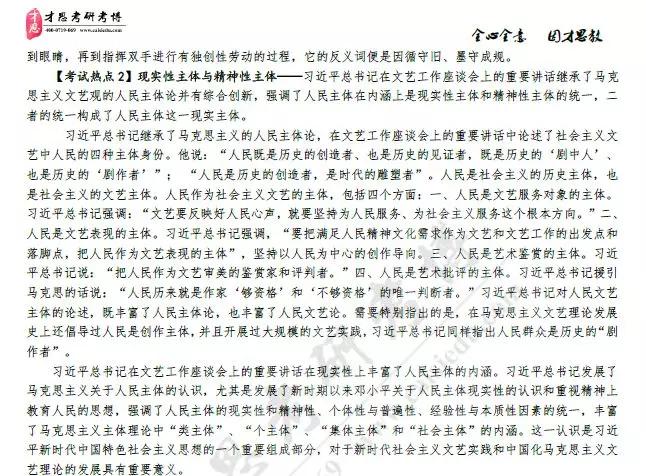 才思考研考博
400-0719-069 www.caisiedu.com
全心全意 因才思教
到眼睛，再到指挥双手进行有独创性劳动的过程，它的反义词便是因循守旧、墨守成规。
【考试热点2】现实性主体与精神性主体——习近平总书记在文艺工作座谈会上的重要讲话继承了马克
思主义文艺观的人民主体论并有综合创新，强调了人民主体在内涵上是现实性主体和精神性主体的统一，二
者的统一构成了人民主体这一现实主体。
习近平总书记继承了马克思主义的人民主体论，在文艺工作座谈会上的重要讲话中论述了社会主义文
艺中人民的四种主体身份。他说：“人民既是历史的创造者、也是历史的见证者，既是历史的‘剧中人’、
也是历史的‘剧作者’”；“人民是历史的创造者，是时代的雕塑者”。人民是社会主义的历史主体，也
是社会主义的文艺主体。人民作为社会主义文艺的主体，包括四个方面：一、人民是文艺服务对象的主体。
习近平总书记强调：“文艺要反映好人民心声，就要坚持为人民服务、为社会主义服务这个根本方向。”二、
人民是文艺表现的主体。习近平总书记强调，“要把满足人民精神文化需求作为文艺和文艺工作的出发点和
落脚点，把人民作为文艺表现的主体”，坚持以人民为中心的创作导向。三、人民是艺术鉴赏的主体。习近
平总书记说：“把人民作为文艺审美的鉴赏家和评判者。”四、人民是艺术批评的主体。习近平总书记援引
马克思的话说：“人民历来就是作家‘够资格’和‘不够资格’的唯一判断者。”习近平总书记对人民文艺
主体的论述，既丰富了人民主体论，也丰富了人民文艺论。需要特别指出的是，在马克思主义文艺理论发展
史上还倡导过人民是创作主体，并且开展过大规模的文艺实践，习近平总书记同样指出人民群众是历史的“剧
作者”。
习近平总书记在文艺工作座谈会上的重要讲话在现实性上丰富了人民主体的内涵。习近平总书记发展了
马克思主义关于人民主体的认识，尤其是发展了新时期以来邓小平关于人民主体现实性的认识和重视精神上
教育人民的思想，强调了人民主体的现实性和精神性、个体性与普遍性、经验性与本质性因素的统一，丰富
了马克思主义主体理论中“类主体”、“个主体”、“集体主体”和“社会主体”的内涵。这一认识是习近
平新时代中国特色社会主义思想的一个重要组成部分，对于新时代社会主义文艺实践和中国化马克思主义文
艺理论的发展具有重要意义。